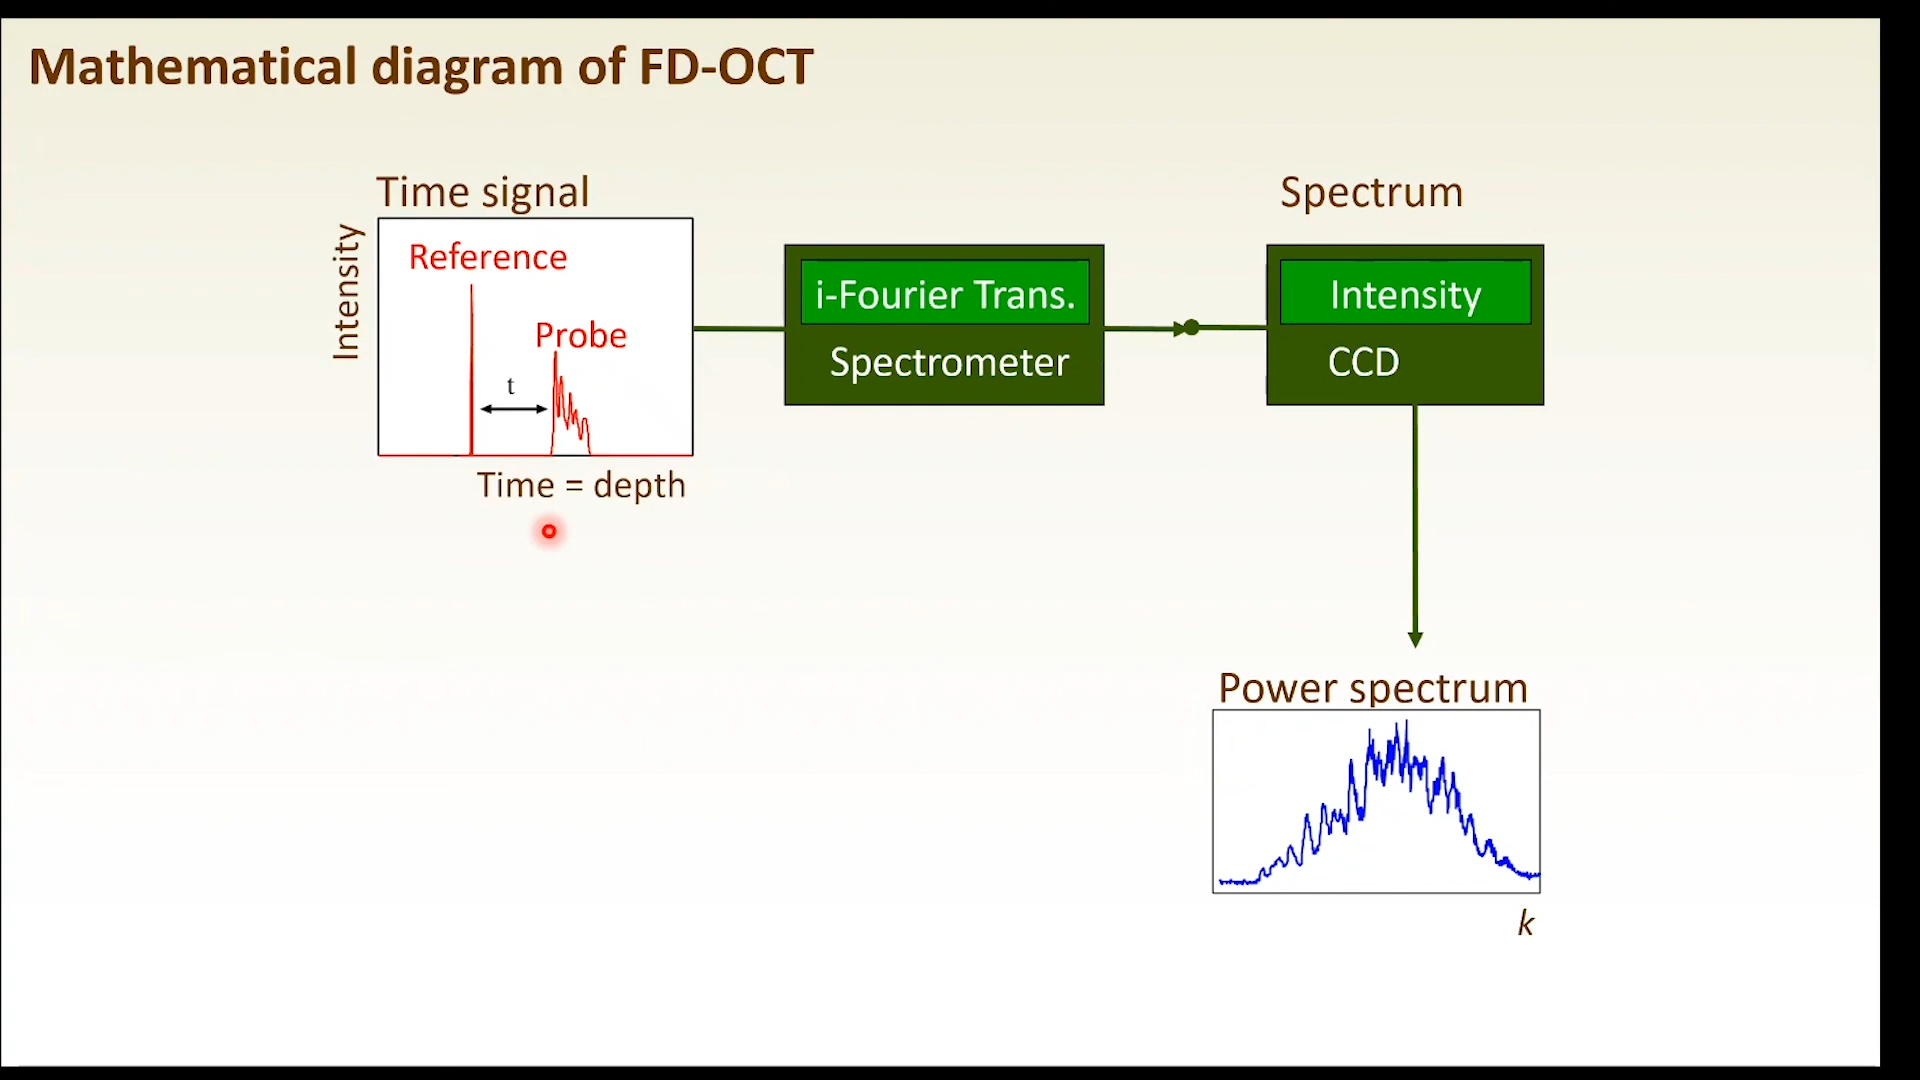 Mathematical diagram of FD-OCT
Time signal
Intensity
Reference
Probe
t
Time = depth
i-Fourier Trans.
Spectrometer
Spectrum
Intensity
CCD
Power spectrum
k